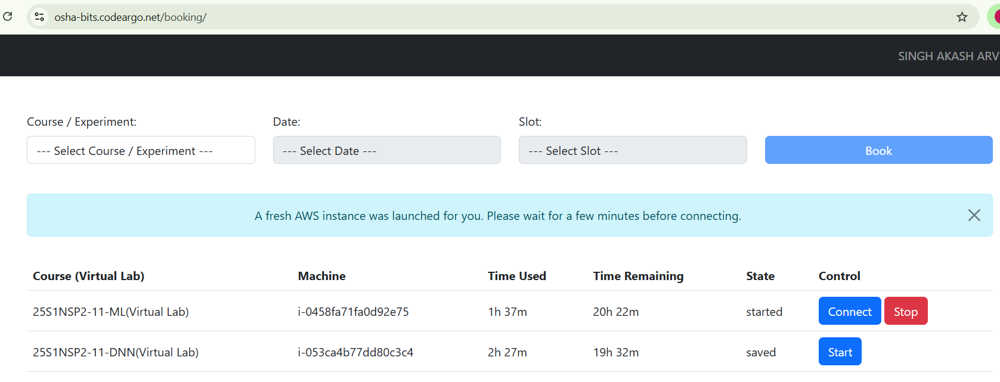 osha-bits.codeargo.net/booking/
SINGH AKASH ARV
Course / Experiment:
Date:
Slot:
--- Select Course / Experiment ---
--- Select Date ---
--- Select Slot ---
Book
A fresh AWS instance was launched for you. Please wait for a few minutes before connecting.
Course (Virtual Lab) Machine Time Used Time Remaining State Control
25S1NSP2-11-ML(Virtual Lab) i-0458fa71fa0d92e75 1h 37m 20h 22m started Connect Stop
25S1NSP2-11-DNN(Virtual Lab) i-053ca4b77dd80c3c4 2h 27m 19h 32m saved Start